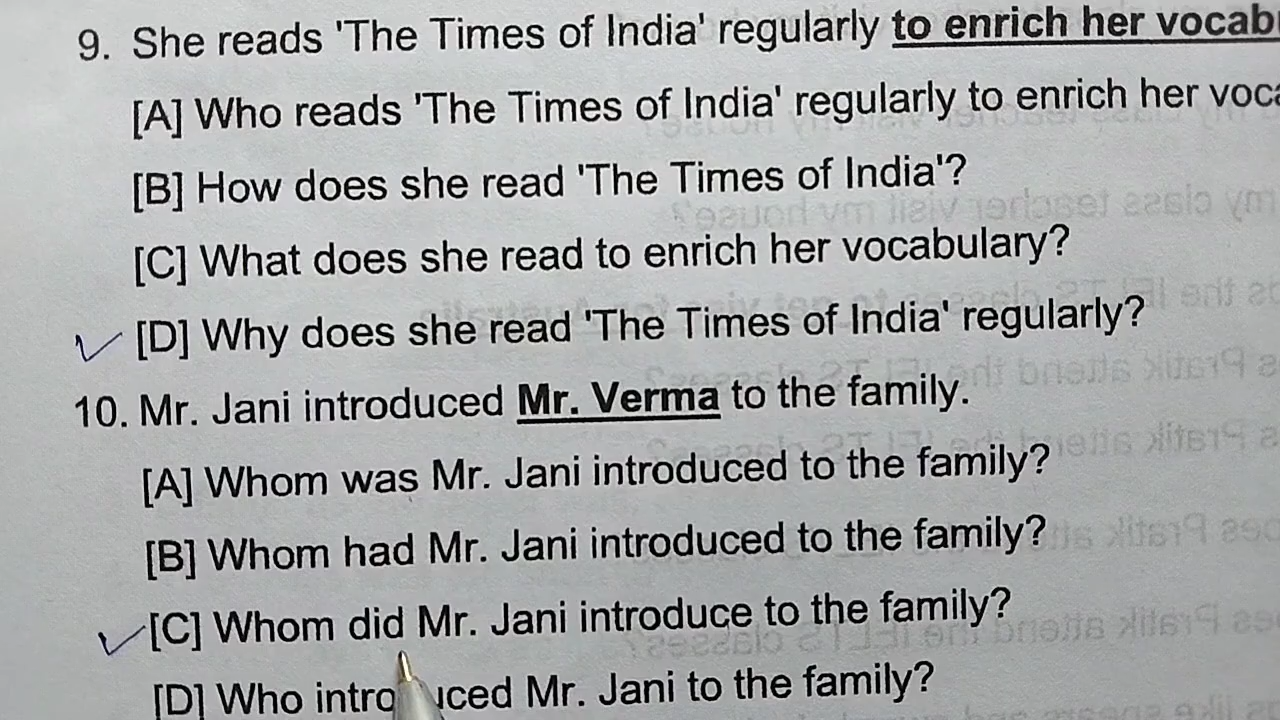 9. She reads 'The Times of India' regularly to enrich her
[A] Who reads 'The Times of India' regularly to enrich her
[B] How does she read 'The Times of India'?
[C] What does she read to enrich her vocabulary?
[D] Why does she read 'The Times of India' regularly?
10. Mr. Jani introduced Mr. Verma to the family.
[A] Whom was Mr. Jani introduced to the family?
[B] Whom had Mr. Jani introduced to the family?
[C] Whom did Mr. Jani introduce to the family?
[D] Who introduced Mr. Jani to the family?